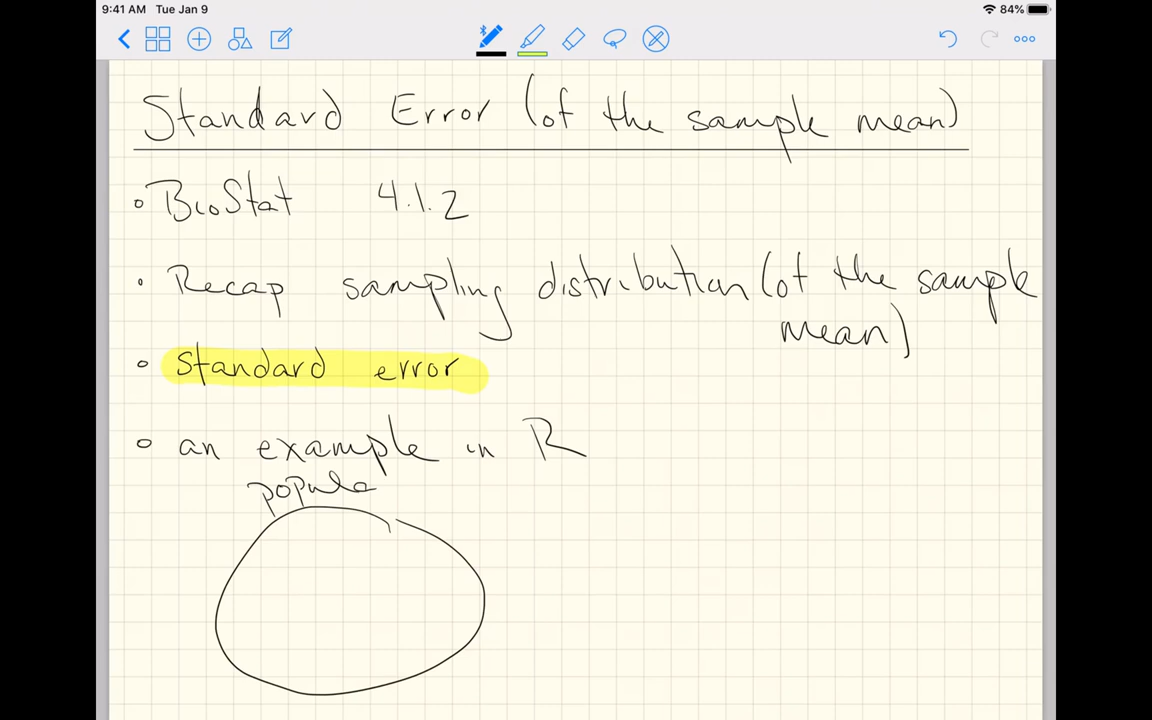 9:41 AM Tue Jan 9
84%
Standard Error (of the sample mean)
BioStat 4.1.2
Recap sampling distribution (of the sample
mean)
Standard error
an example in R
popula